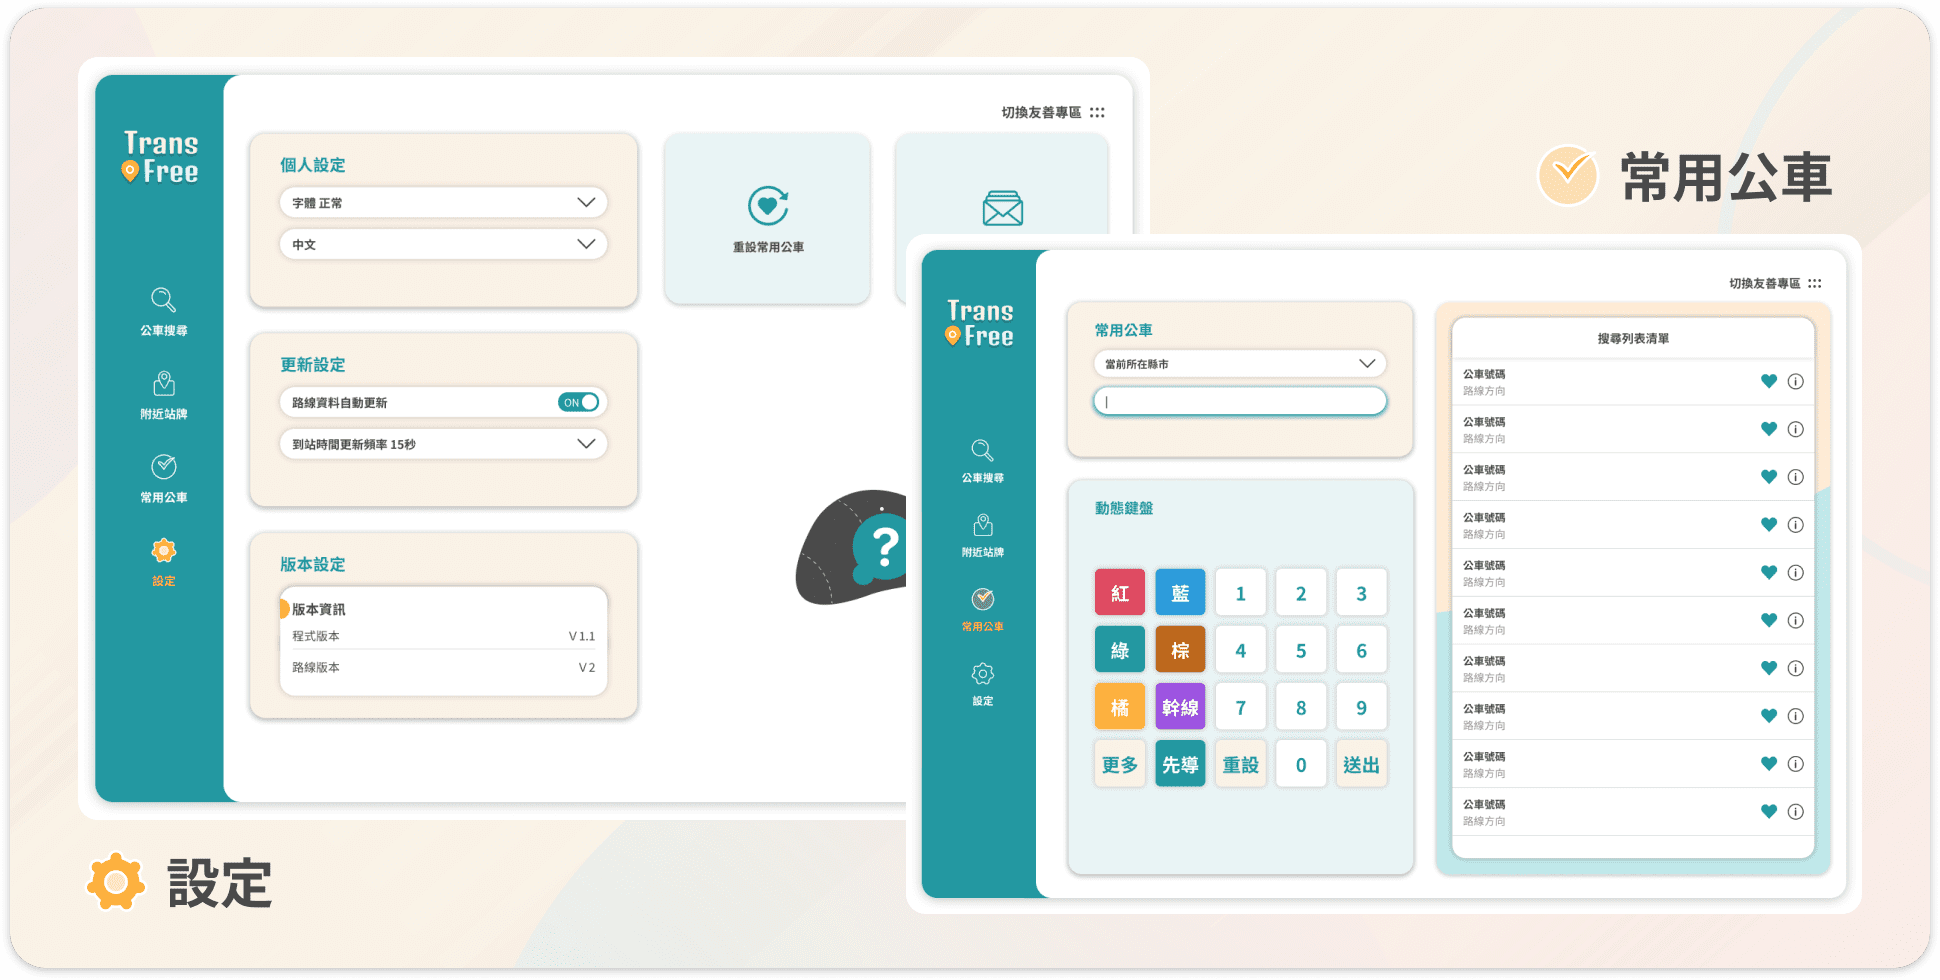 Trans
Free
公車搜尋
附近站牌
常用公車
設定
切換友善專區
個人設定
字體 正常
中文
重設常用公車
更新設定
路線資料自動更新 ON
到站時間更新頻率 15秒
版本設定
版本資訊
程式版本 V 1.1
路線版本 V 2
?
設定
常用公車
Trans
Free
公車搜尋
附近站牌
常用公車
設定
切換友善專區
常用公車
當前所在縣市
動態鍵盤
紅 藍 1 2 3
綠 棕 4 5 6
橘 幹線 7 8 9
更多 先導 重設 0 送出
搜尋列表清單
公車號碼
路線方向
公車號碼
路線方向
公車號碼
路線方向
公車號碼
路線方向
公車號碼
路線方向
公車號碼
路線方向
公車號碼
路線方向
公車號碼
路線方向
公車號碼
路線方向
公車號碼
路線方向